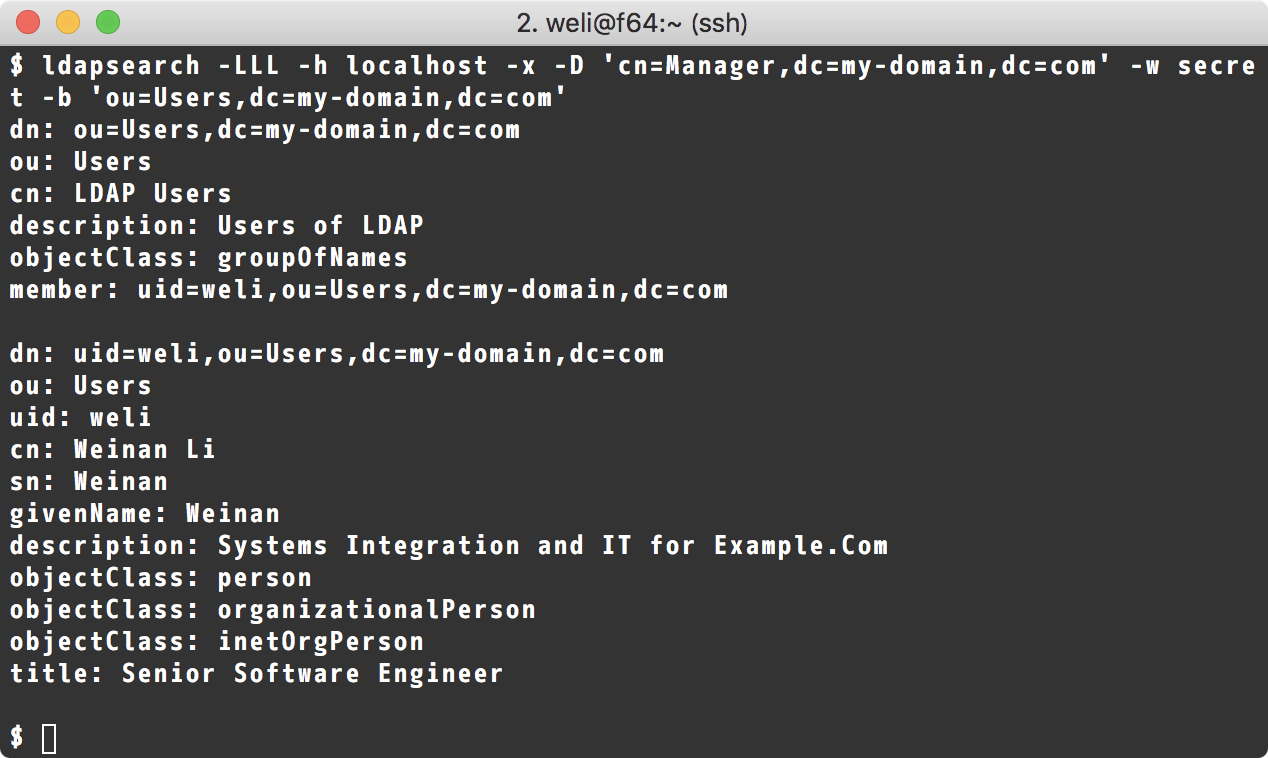 2. weli@f64:~ (ssh)
$ ldapsearch -LLL -h localhost -x -D 'cn=Manager,dc=my-domain,dc=com' -w secre
t -b 'ou=Users,dc=my-domain,dc=com'
dn: ou=Users,dc=my-domain,dc=com
ou: Users
cn: LDAP Users
description: Users of LDAP
objectClass: groupOfNames
member: uid=weli,ou=Users,dc=my-domain,dc=com
dn: uid=weli,ou=Users,dc=my-domain,dc=com
ou: Users
uid: weli
cn: Weinan Li
sn: Weinan
givenName: Weinan
description: Systems Integration and IT for Example.Com
objectClass: person
objectClass: organizationalPerson
objectClass: inetOrgPerson
title: Senior Software Engineer
$